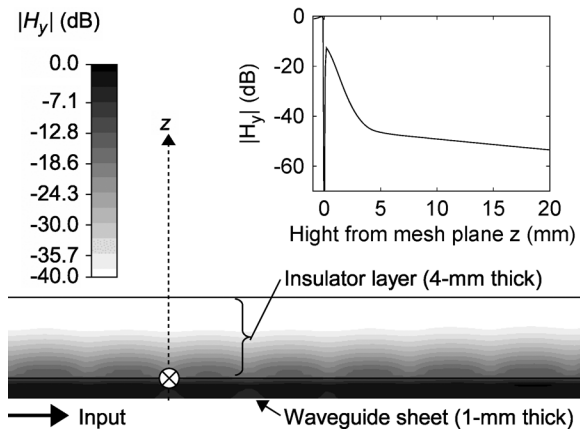 |Hy| (dB)
0.0
-7.1
-12.8
-18.6
-24.3
-30.0
-35.8
-40.0
z
|Hy| (dB)
0
-20
-40
-60
0
5
10
15
20
Hight from mesh plane z (mm)
Insulator layer (4-mm thick)
Input
Waveguide sheet (1-mm thick)